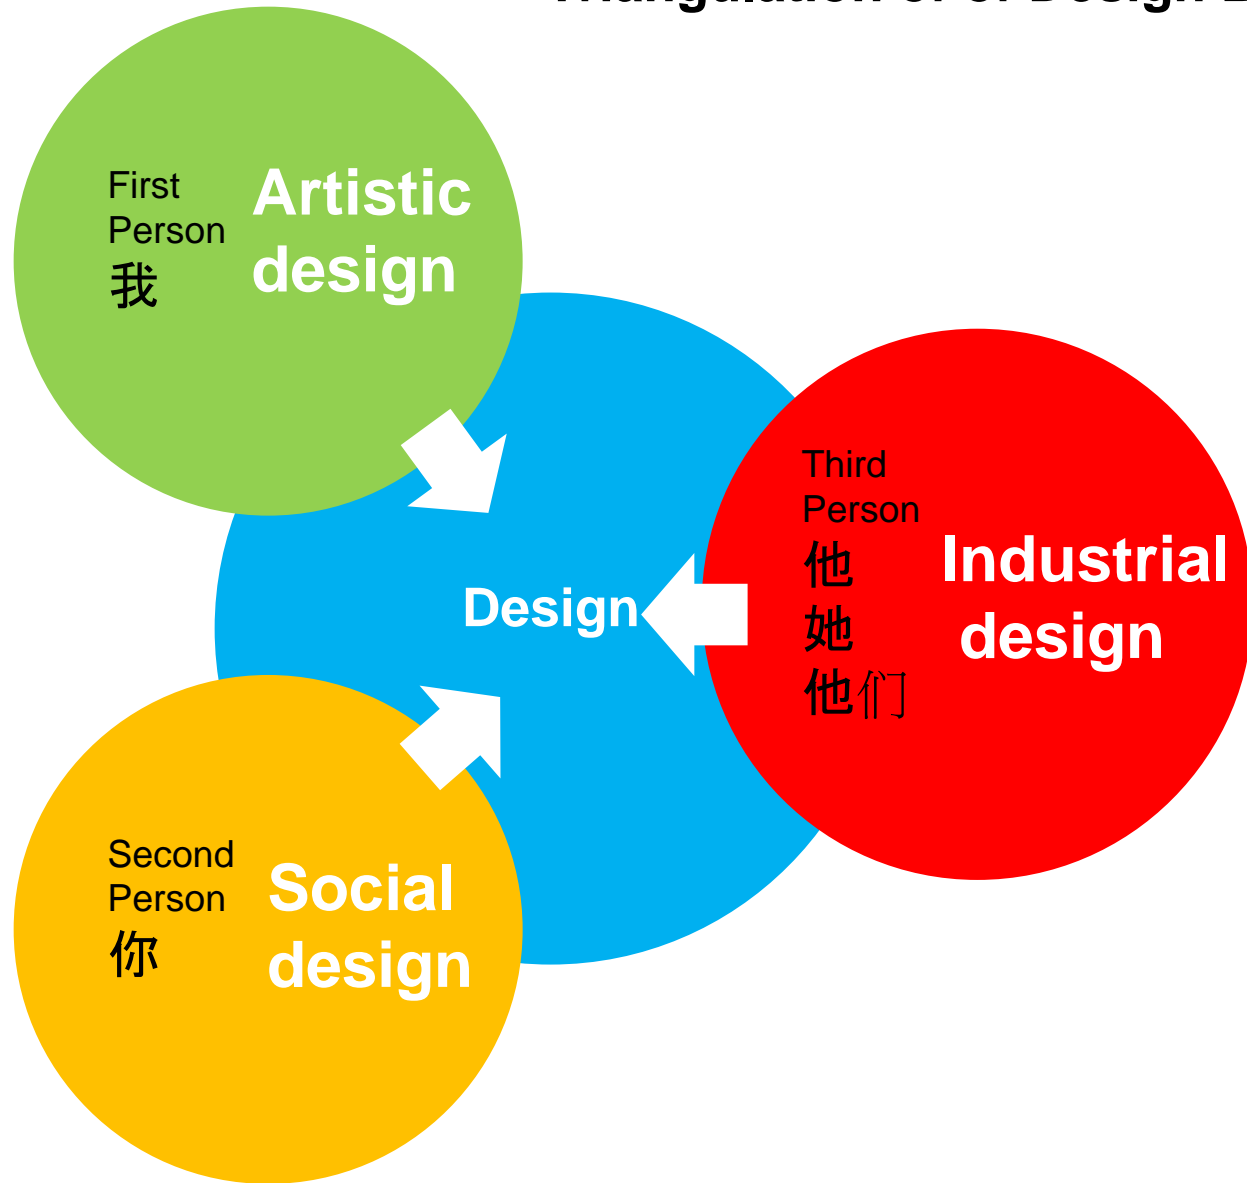 First
Person
我
Artistic
design
Third
Person
他
她
他们
Industrial
design
Design
Second
Person
你
Social
design